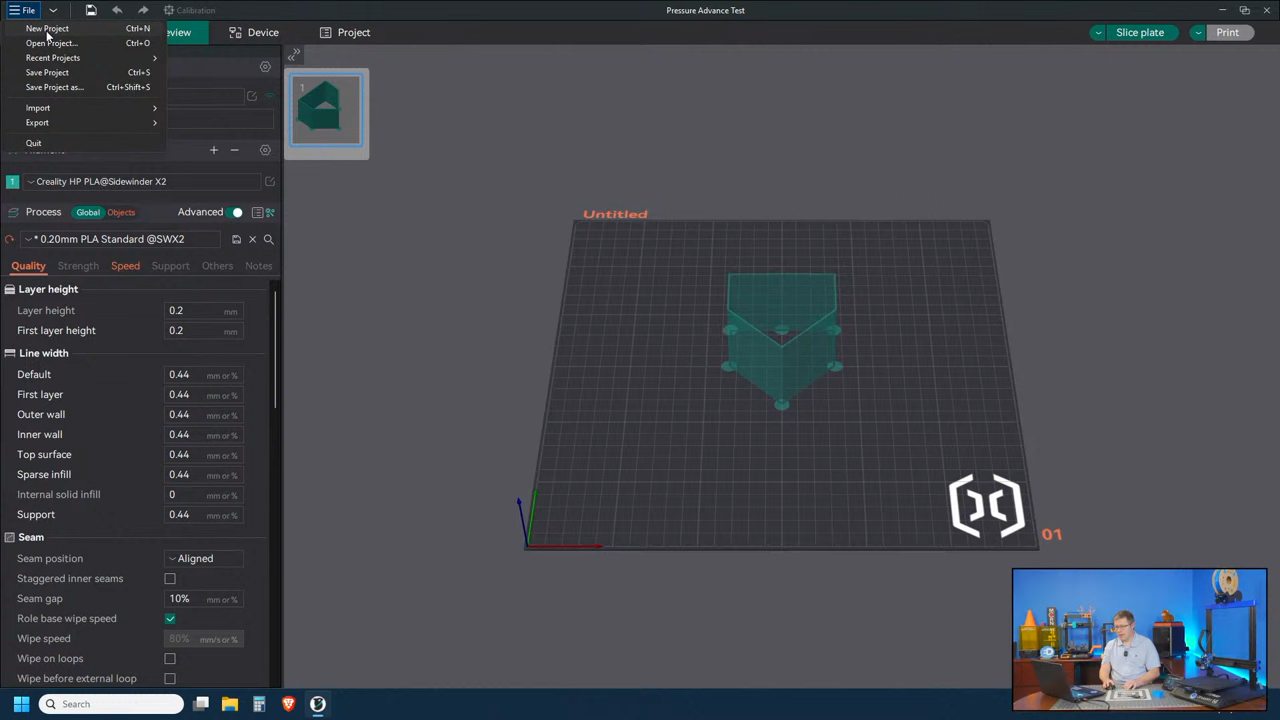 File
Calibration
Pressure Advance Test
New Project Ctrl+N
Open Project... Ctrl+O
Recent Projects
Save Project Ctrl+S
Save Project as... Ctrl+Shift+S
Import
Export
Quit
Device
Project
Slice plate
Print
1
1 Creality HP PLA@Sidewinder X2
Process Global Objects Advanced
* 0.20mm PLA Standard @SWX2
Quality Strength Speed Support Others Notes
Layer height
Layer height 0.2 mm
First layer height 0.2 mm
Line width
Default 0.44 mm or %
First layer 0.44 mm or %
Outer wall 0.44 mm or %
Inner wall 0.44 mm or %
Top surface 0.44 mm or %
Sparse infill 0.44 mm or %
Internal solid infill 0 mm or %
Support 0.44 mm or %
Seam
Seam position Aligned
Staggered inner seams
Seam gap 10% mm or %
Role base wipe speed
Wipe speed 80% mm/s or %
Wipe on loops
Wipe before external loop
Untitled
01
Search